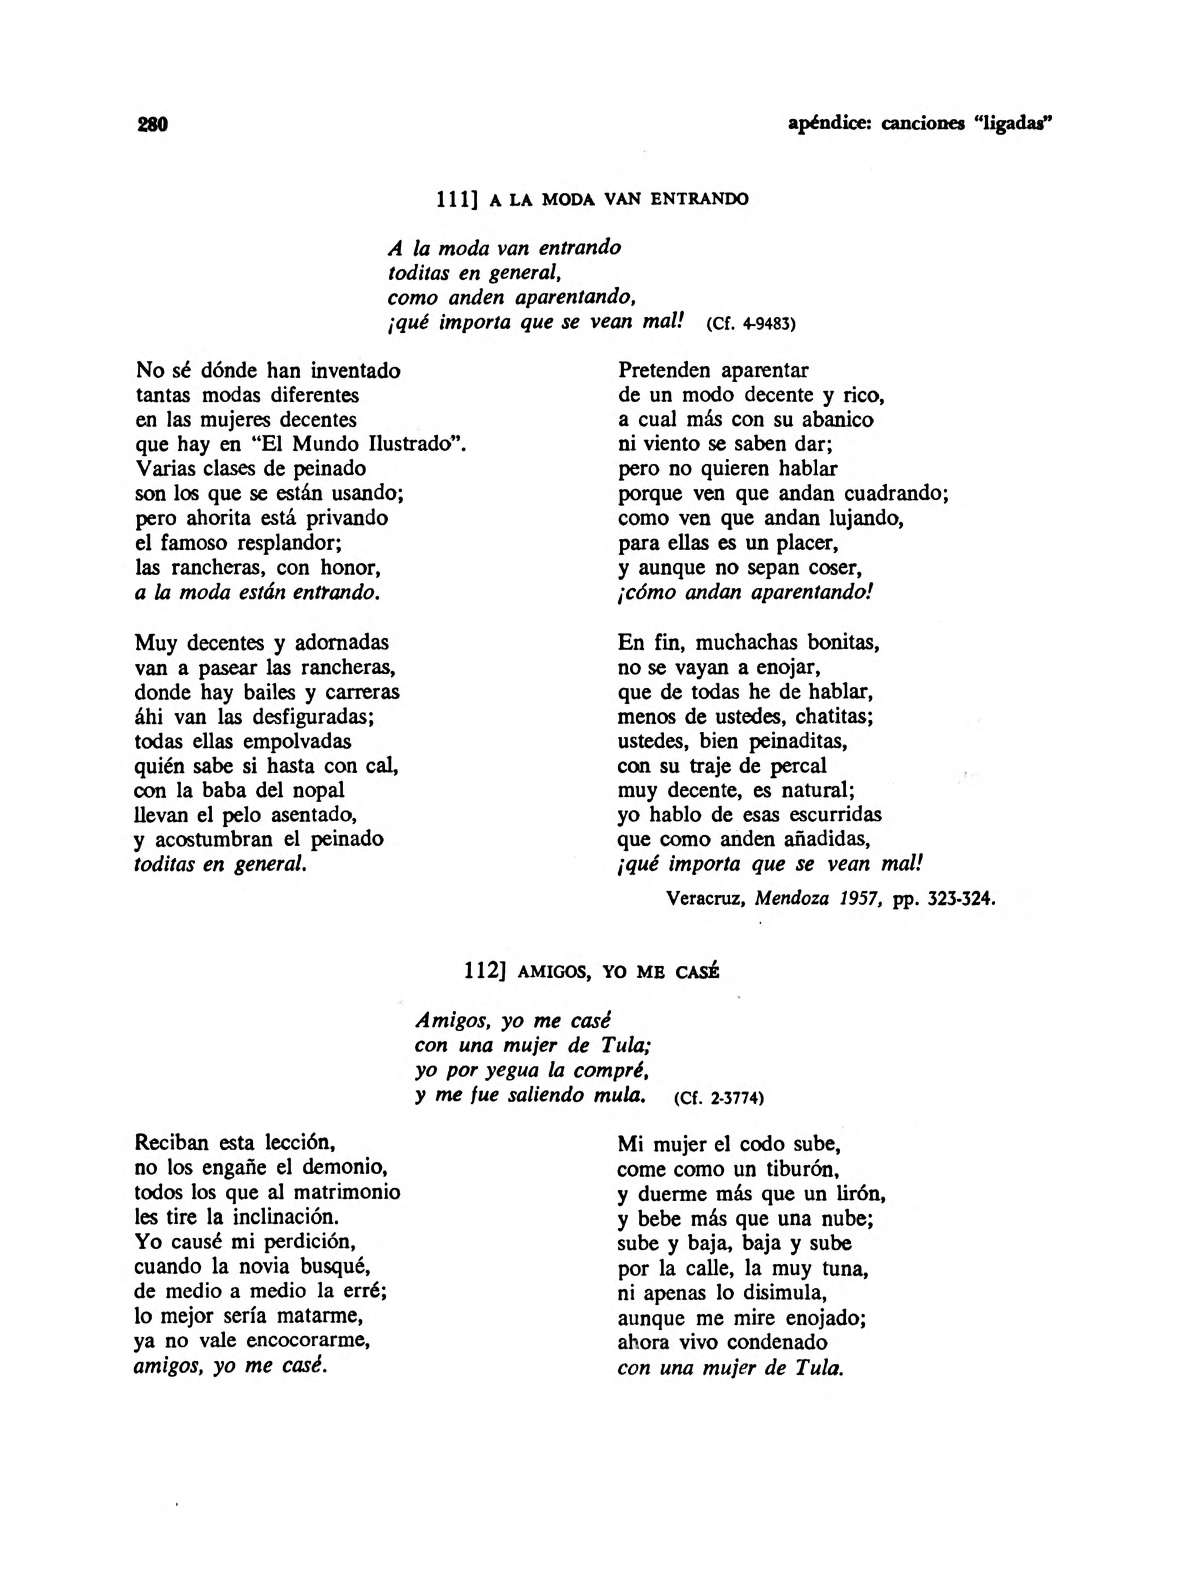 280
apéndice: canciones “ligadas”
111] A LA MODA VAN ENTRANDO
A la moda van entrando
toditas en general,
como anden aparentando,
¡qué importa que se vean mal! (Cf. 4-9483)
No sé dónde han inventado
tantas modas diferentes
en las mujeres decentes
que hay en “El Mundo Ilustrado”.
Varias clases de peinado
son los que se están usando;
pero ahorita está privando
el famoso resplandor;
las rancheras, con honor,
a la moda están entrando.
Muy decentes y adornadas
van a pasear las rancheras,
donde hay bailes y carreras
áhi van las desfiguradas;
todas ellas empolvadas
quién sabe si hasta con cal,
con la baba del nopal
llevan el pelo asentado,
y acostumbran el peinado
toditas en general.
Pretenden aparentar
de un modo decente y rico,
a cual más con su abanico
ni viento se saben dar;
pero no quieren hablar
porque ven que andan cuadrando;
como ven que andan lujando,
para ellas es un placer,
y aunque no sepan coser,
¡cómo andan aparentando!
En fin, muchachas bonitas,
no se vayan a enojar,
que de todas he de hablar,
menos de ustedes, chatitas;
ustedes, bien peinaditas,
con su traje de percal
muy decente, es natural;
yo hablo de esas escurridas
que como anden añadidas,
¡qué importa que se vean mal!
Veracruz, Mendoza 1957, pp. 323-324.
112] AMIGOS, YO ME CASÉ
Amigos, yo me casé
con una mujer de Tula;
yo por yegua la compré,
y me fue saliendo mula. (Cf. 2-3774)
Reciban esta lección,
no los engañe el demonio,
todos los que al matrimonio
les tire la inclinación.
Yo causé mi perdición,
cuando la novia busqué,
de medio a medio la erré;
lo mejor sería matarme,
ya no vale encocorarme,
amigos, yo me casé.
Mi mujer el codo sube,
come como un tiburón,
y duerme más que un lirón,
y bebe más que una nube;
sube y baja, baja y sube
por la calle, la muy tuna,
ni apenas lo disimula,
aunque me mire enojado;
ahora vivo condenado
con una mujer de Tula.